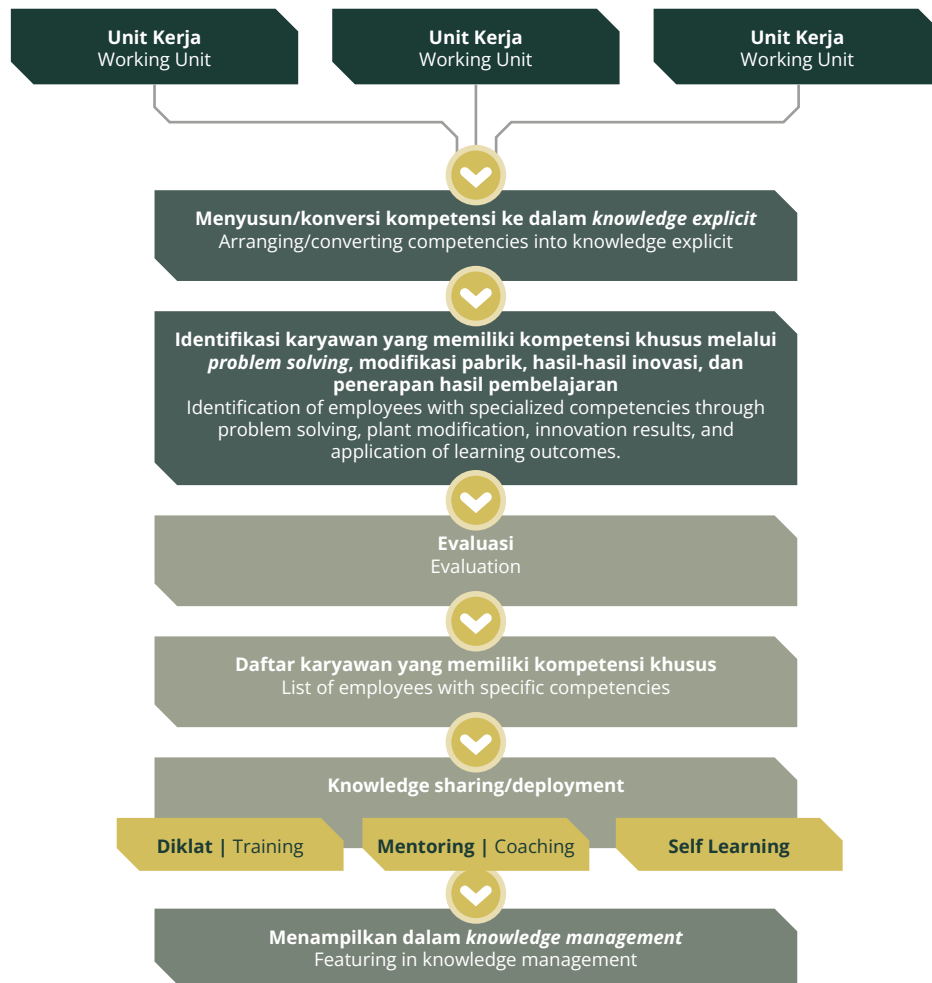 Unit Kerja
Working Unit
Unit Kerja
Working Unit
Unit Kerja
Working Unit
Menyusun/konversi kompetensi ke dalam knowledge explicit
Arranging/converting competencies into knowledge explicit
Identifikasi karyawan yang memiliki kompetensi khusus melalui
problem solving, modifikasi pabrik, hasil-hasil inovasi, dan
penerapan hasil pembelajaran
Identification of employees with specialized competencies through
problem solving, plant modification, innovation results, and
application of learning outcomes.
Evaluasi
Evaluation
Daftar karyawan yang memiliki kompetensi khusus
List of employees with specific competencies
Knowledge sharing/deployment
Diklat | Training
Mentoring | Coaching
Self Learning
Menampilkan dalam knowledge management
Featuring in knowledge management